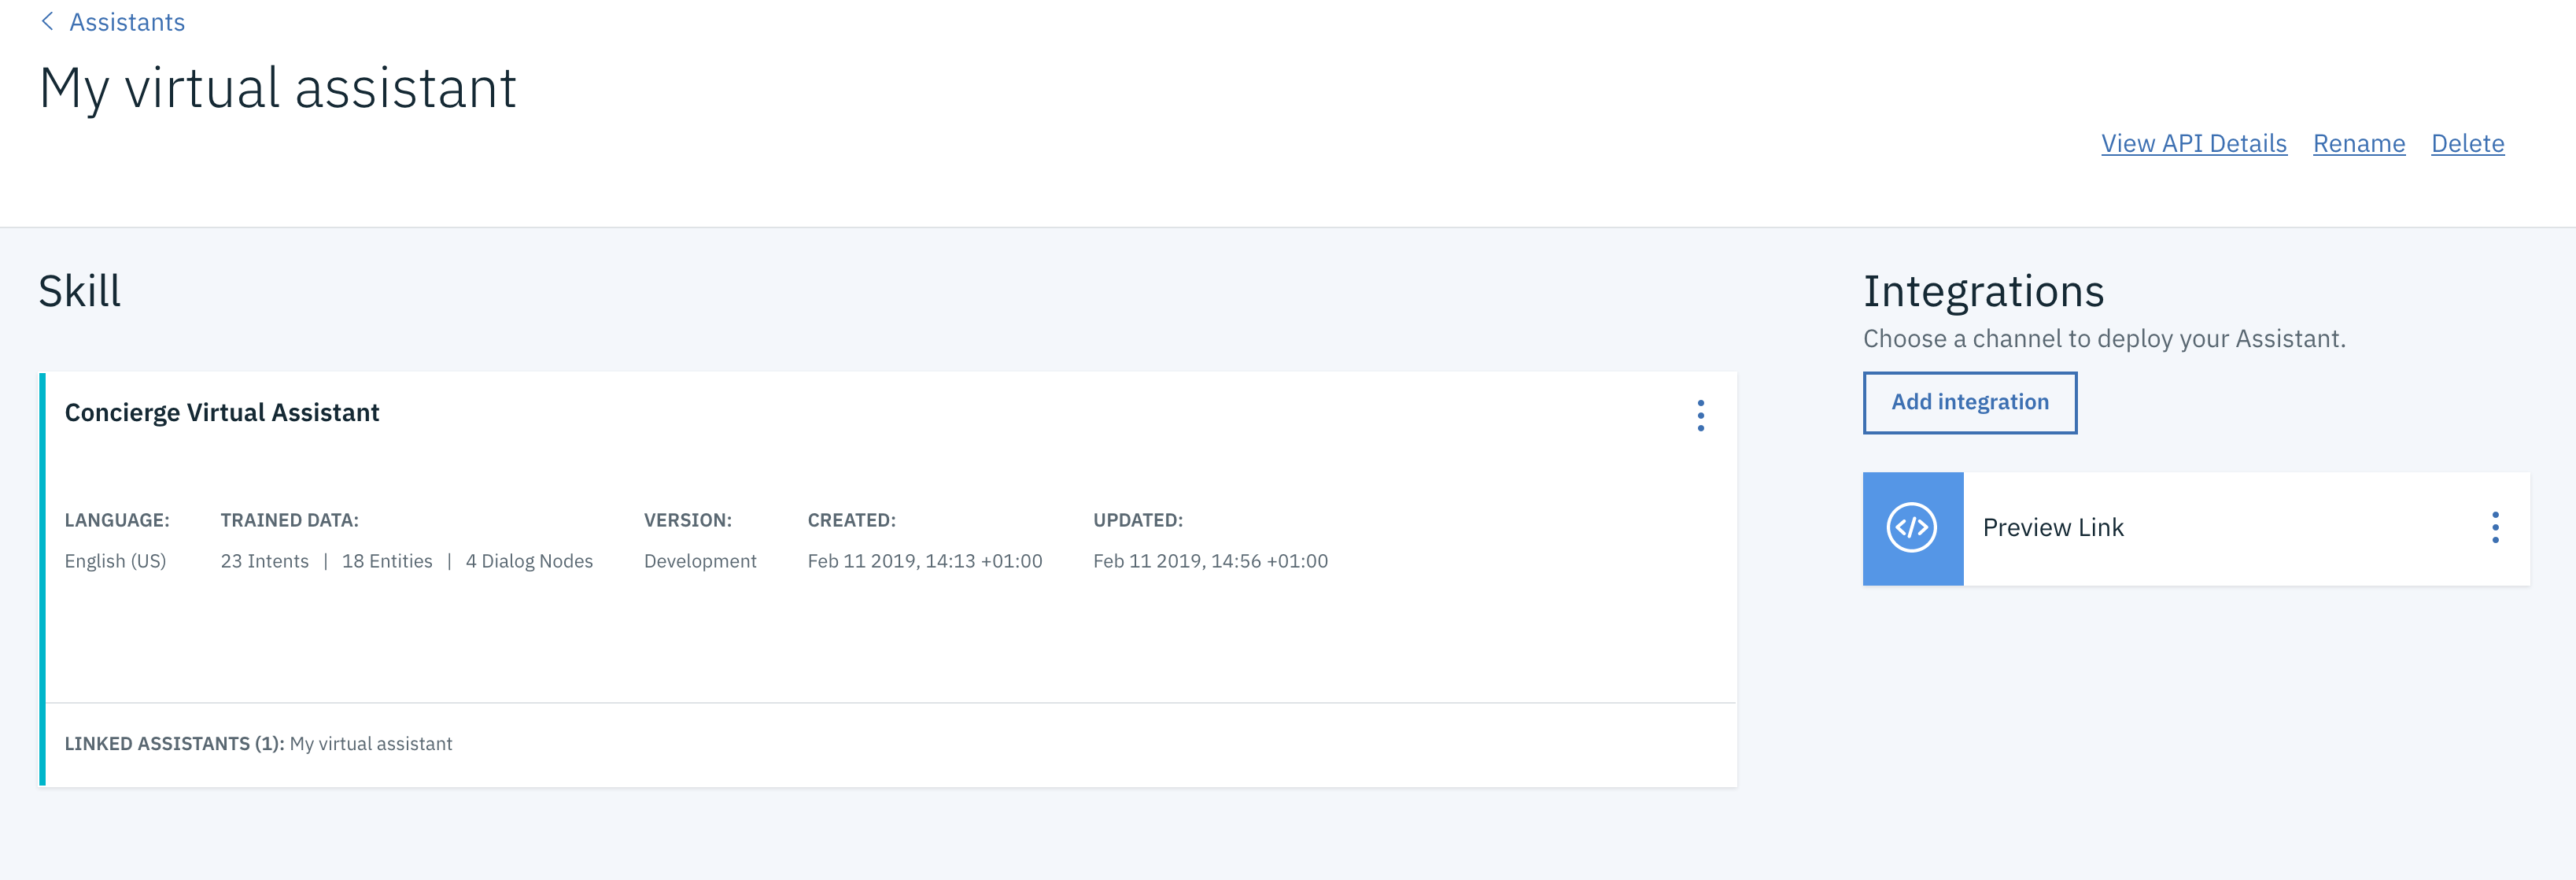 Assistants
My virtual assistant
View API Details Rename Delete
Skill
Integrations
Choose a channel to deploy your Assistant.
Add integration
Concierge Virtual Assistant
LANGUAGE: TRAINED DATA: VERSION: CREATED: UPDATED:
English (US) 23 Intents | 18 Entities | 4 Dialog Nodes Development Feb 11 2019, 14:13 +01:00 Feb 11 2019, 14:56 +01:00
Preview Link
LINKED ASSISTANTS (1): My virtual assistant